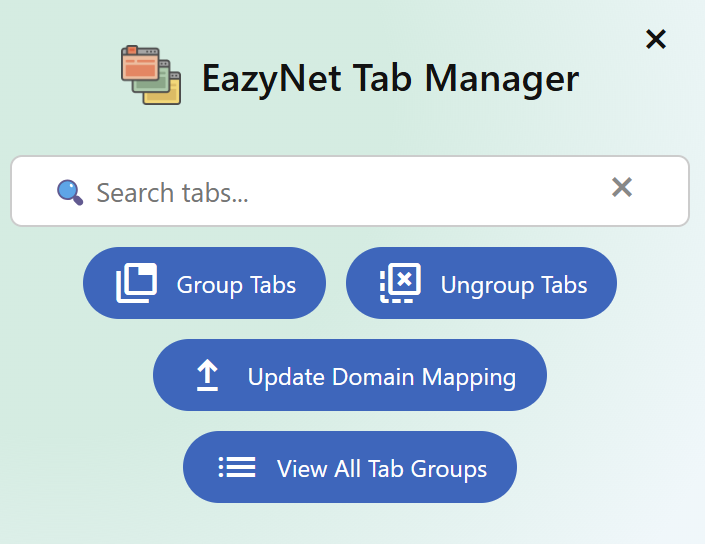 EazyNet Tab Manager
Search tabs...
Group Tabs
Ungroup Tabs
Update Domain Mapping
View All Tab Groups